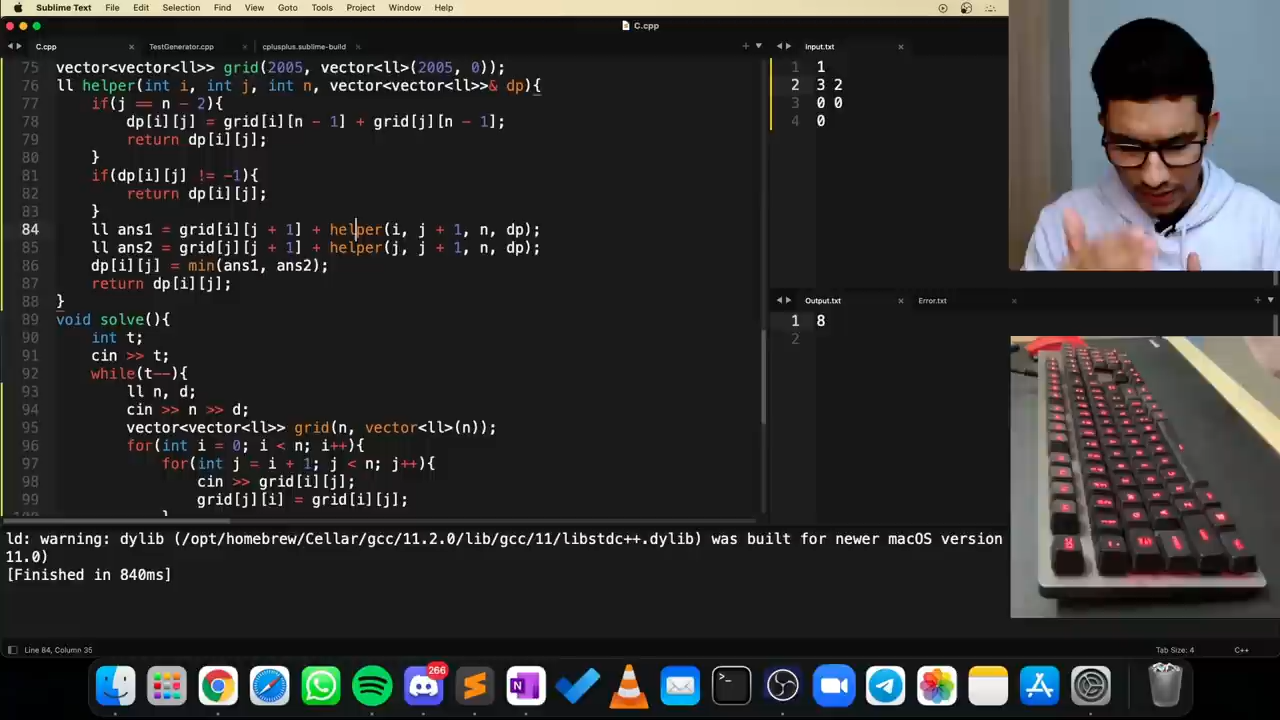 Sublime Text File Edit Selection Find View Goto Tools Project Window Help
C.cpp
C.cpp TestGenerator.cpp cplusplus.sublime-build
75 vector<vector<ll>> grid(2005, vector<ll>(2005, 0));
76 ll helper(int i, int j, int n, vector<vector<ll>>& dp){
77 if(j == n - 2){
78 dp[i][j] = grid[i][n - 1] + grid[j][n - 1];
79 return dp[i][j];
80 }
81 if(dp[i][j] != -1){
82 return dp[i][j];
83 }
84 ll ans1 = grid[i][j + 1] + helper(i, j + 1, n, dp);
85 ll ans2 = grid[j][j + 1] + helper(j, j + 1, n, dp);
86 dp[i][j] = min(ans1, ans2);
87 return dp[i][j];
88 }
89 void solve(){
90 int t;
91 cin >> t;
92 while(t--){
93 ll n, d;
94 cin >> n >> d;
95 vector<vector<ll>> grid(n, vector<ll>(n));
96 for(int i = 0; i < n; i++){
97 for(int j = i + 1; j < n; j++){
98 cin >> grid[i][j];
99 grid[j][i] = grid[i][j];
}
Input.txt
1 1
2 3 2
3 0 0
4 0
Output.txt Error.txt
1 8
2
ld: warning: dylib (/opt/homebrew/Cellar/gcc/11.2.0/lib/gcc/11/libstdc++.dylib) was built for newer macOS version
11.0)
[Finished in 840ms]
Line 84, Column 35 Tab Size: 4 C++
266